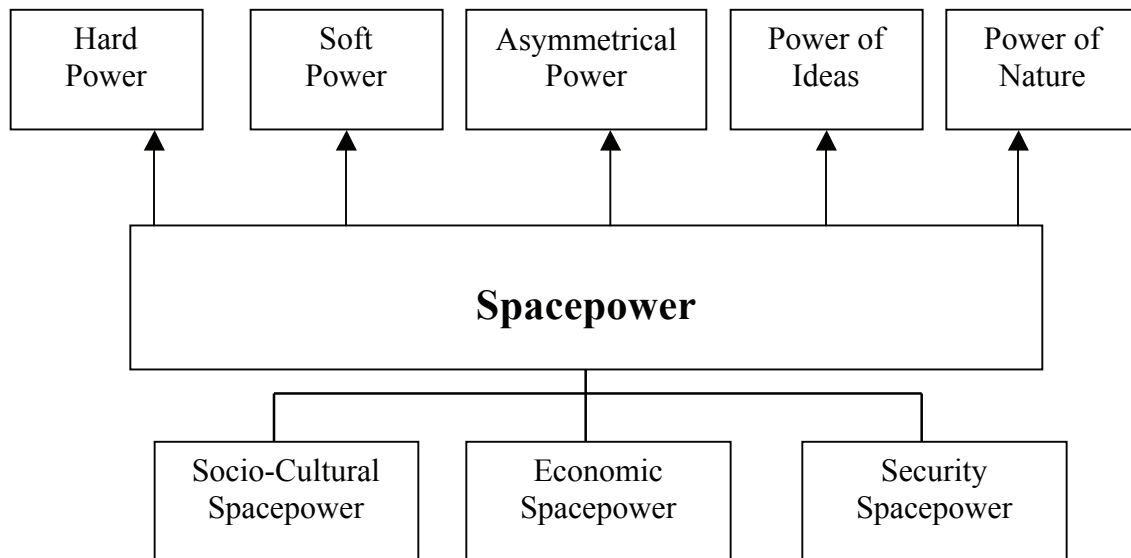 Hard
Power
Soft
Power
Asymmetrical
Power
Power of
Ideas
Power of
Nature
Spacepower
Socio-Cultural
Spacepower
Economic
Spacepower
Security
Spacepower